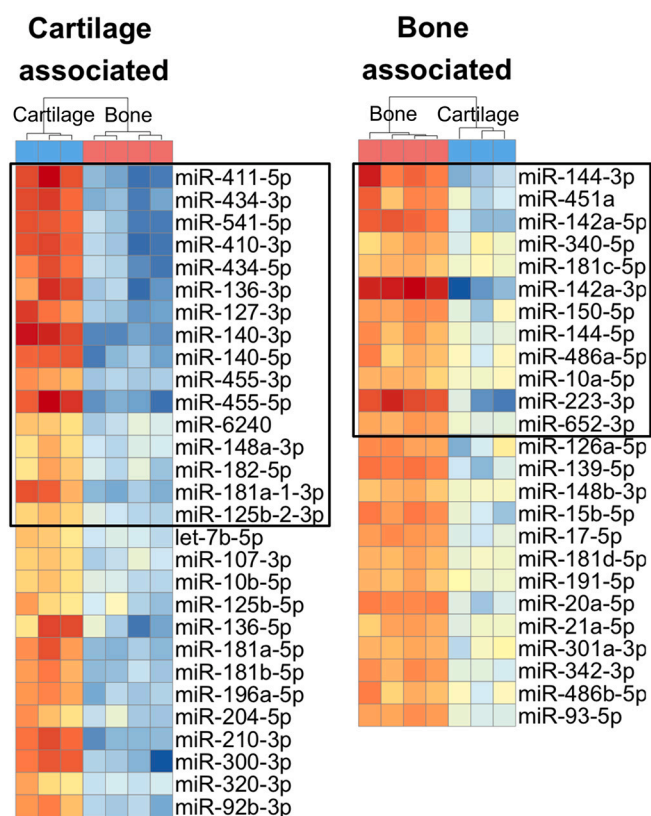 Cartilage
associated
Cartilage Bone
miR-411-5p
miR-434-3p
miR-541-5p
miR-410-3p
miR-434-5p
miR-136-3p
miR-127-3p
miR-140-3p
miR-140-5p
miR-455-3p
miR-455-5p
miR-6240
miR-148a-3p
miR-182-5p
miR-181a-1-3p
miR-125b-2-3p
let-7b-5p
miR-107-3p
miR-10b-5p
miR-125b-5p
miR-136-5p
miR-181a-5p
miR-181b-5p
miR-196a-5p
miR-204-5p
miR-210-3p
miR-300-3p
miR-320-3p
miR-92b-3p
Bone
associated
Bone Cartilage
miR-144-3p
miR-451a
miR-142a-5p
miR-340-5p
miR-181c-5p
miR-142a-3p
miR-150-5p
miR-144-5p
miR-486a-5p
miR-10a-5p
miR-223-3p
miR-652-3p
miR-126a-5p
miR-139-5p
miR-148b-3p
miR-15b-5p
miR-17-5p
miR-181d-5p
miR-191-5p
miR-20a-5p
miR-21a-5p
miR-301a-3p
miR-342-3p
miR-486b-5p
miR-93-5p